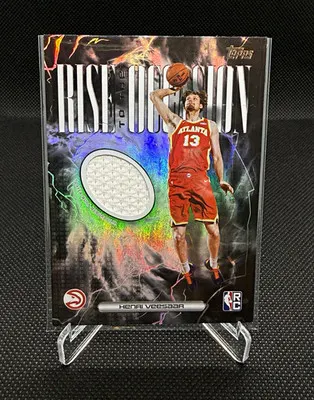 Topps
RISE TO THE OCCASION
ATLANTA
13
HENRI VEESAAR
RC